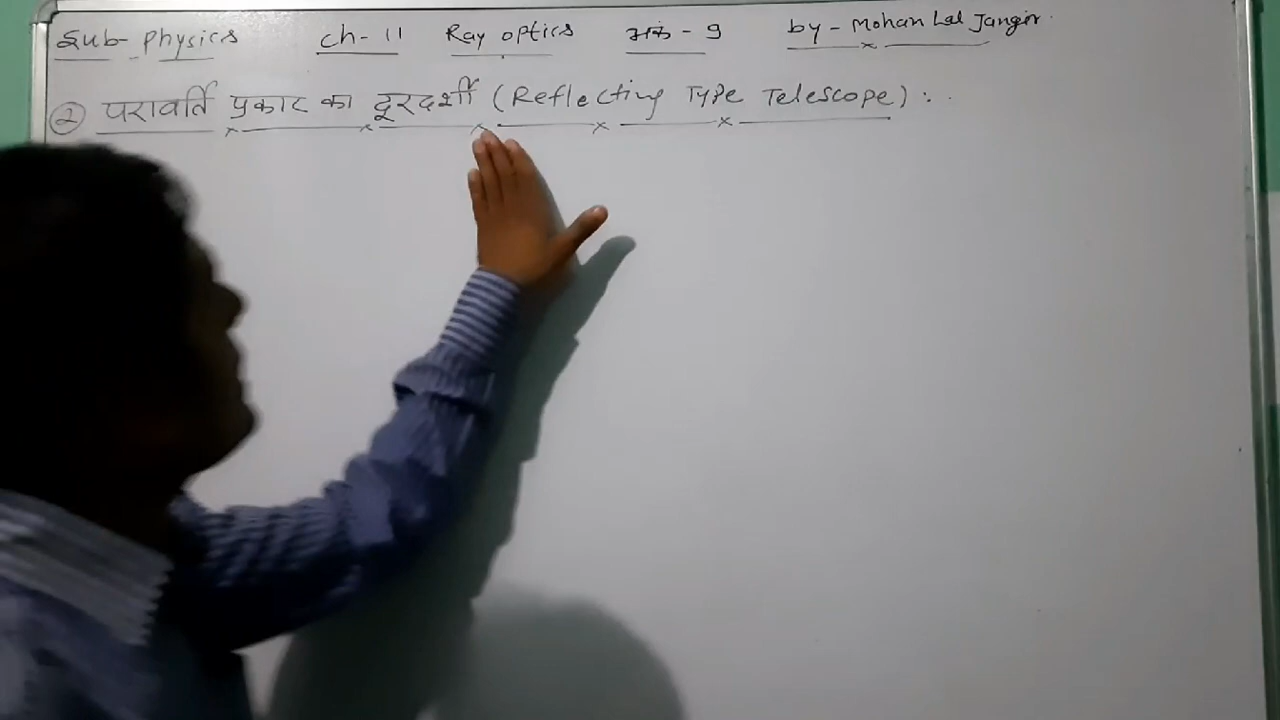 Sub- Physics ch- 11 Ray optics अंक - 9 by - Mohan Lal Jangir
② परावर्ति प्रकार का दूरदर्शी (Reflecting Type Telescope) :